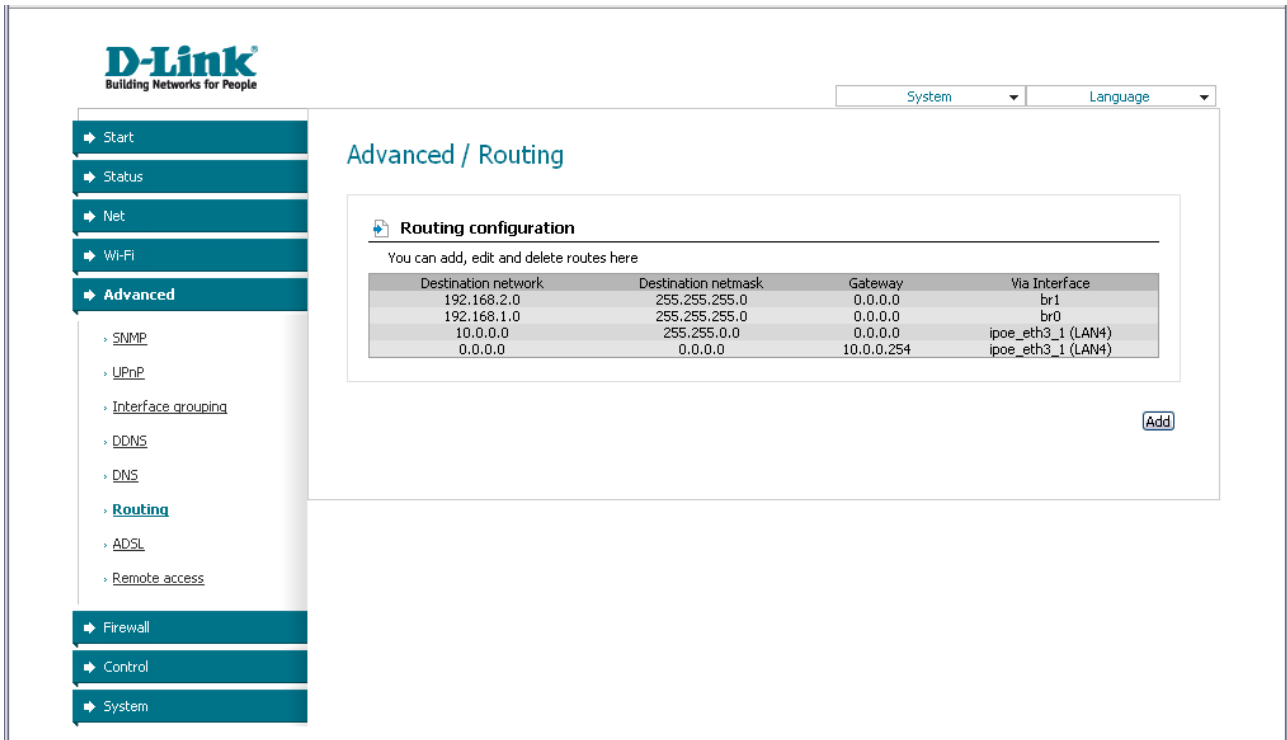 D-Link®
Building Networks for People
System Language
Start
Status
Net
Wi-Fi
Advanced
SNMP
UPnP
Interface grouping
DDNS
DNS
Routing
ADSL
Remote access
Firewall
Control
System
Advanced / Routing
Routing configuration
You can add, edit and delete routes here
Destination network Destination netmask Gateway Via Interface
192.168.2.0 255.255.255.0 0.0.0.0 br1
192.168.1.0 255.255.255.0 0.0.0.0 br0
10.0.0.0 255.255.0.0 0.0.0.0 ipoe_eth3_1 (LAN4)
0.0.0.0 0.0.0.0 10.0.0.254 ipoe_eth3_1 (LAN4)
Add